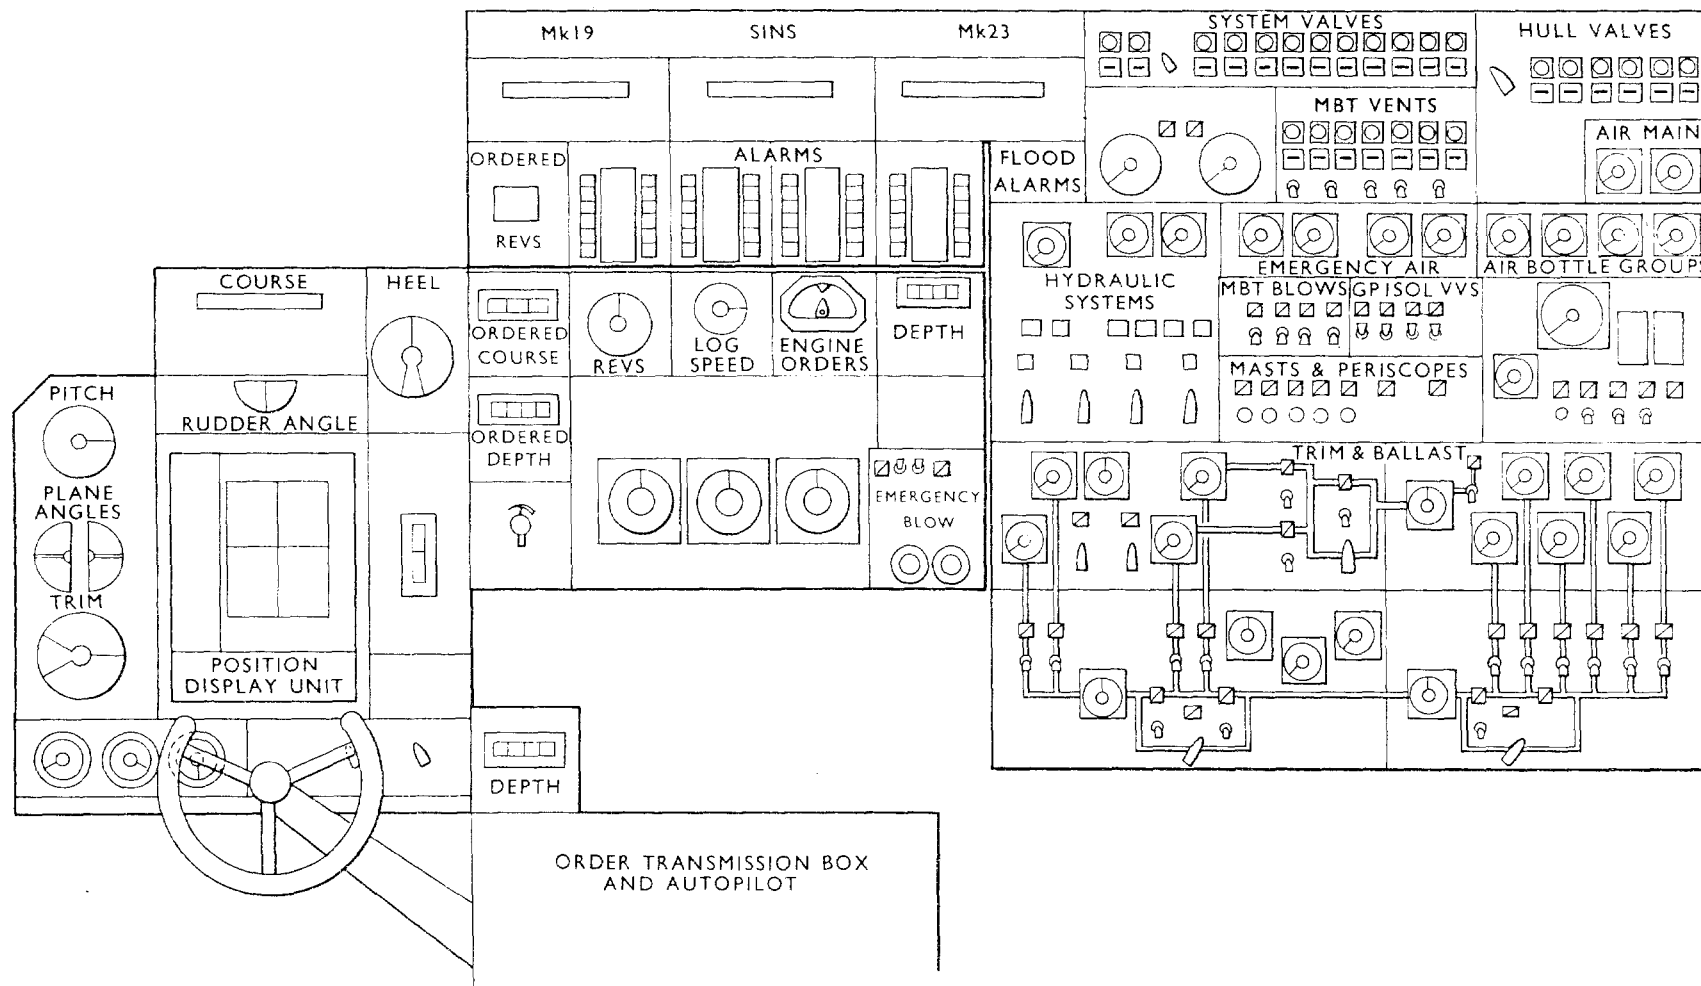 Mk19
SINS
Mk23
SYSTEM VALVES
HULL VALVES
MBT VENTS
AIR MAIN
ORDERED
REVS
ALARMS
FLOOD
ALARMS
HYDRAULIC
SYSTEMS
EMERGENCY AIR
AIR BOTTLE GROUPS
MBT BLOWS
GP ISOL VVS
MASTS & PERISCOPES
COURSE
HEEL
ORDERED
COURSE
REVS
LOG
SPEED
ENGINE
ORDERS
DEPTH
PITCH
RUDDER ANGLE
ORDERED
DEPTH
TRIM & BALLAST
PLANE
ANGLES
EMERGENCY
BLOW
TRIM
POSITION
DISPLAY UNIT
DEPTH
ORDER TRANSMISSION BOX
AND AUTOPILOT